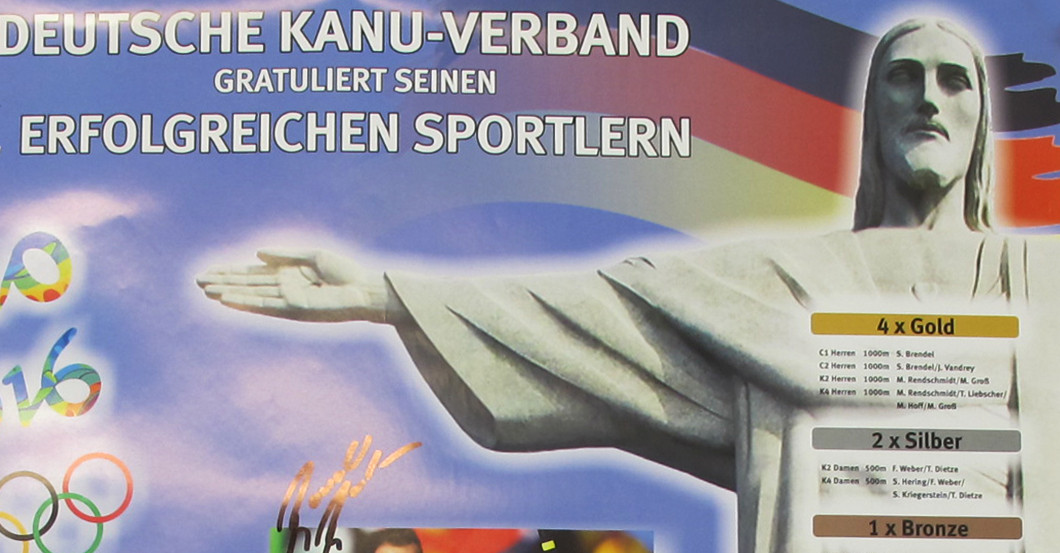 DEUTSCHE KANU-VERBAND
GRATULIERT SEINEN
ERFOLGREICHEN SPORTLERN
16
4 x Gold
C1 Herren 1000m S. Brendel
C2 Herren 1000m S. Brendel/J. Vandrey
K2 Herren 1000m M. Rendschmidt/M. Groß
K4 Herren 1000m M. Rendschmidt/T. Liebscher/
M. Hoff/M. Groß
2 x Silber
K2 Damen 500m F. Weber/T. Dietze
K4 Damen 500m S. Hering/F. Weber/
S. Kriegerstein/T. Dietze
1 x Bronze